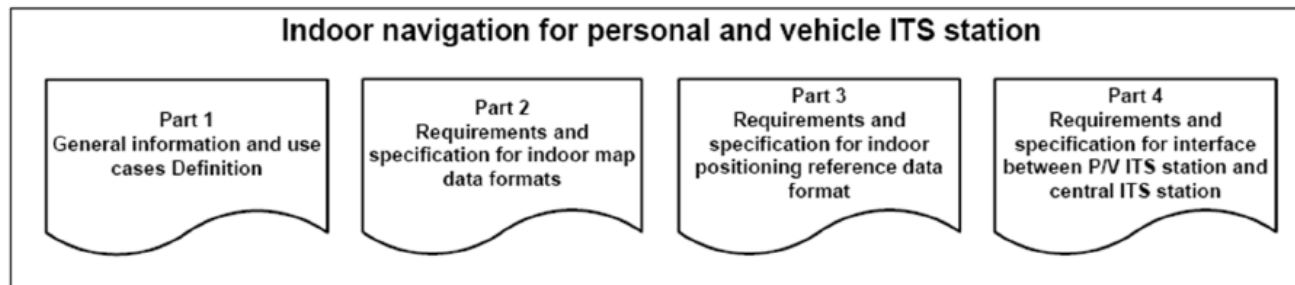 Indoor navigation for personal and vehicle ITS station
Part 1
General information and use
cases Definition
Part 2
Requirements and
specification for indoor map
data formats
Part 3
Requirements and
specification for indoor
positioning reference data
format
Part 4
Requirements and
specification for interface
between P/V ITS station and
central ITS station